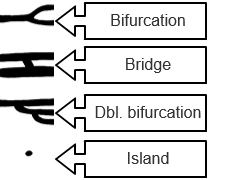 Bifurcation
Bridge
Dbl. bifurcation
Island